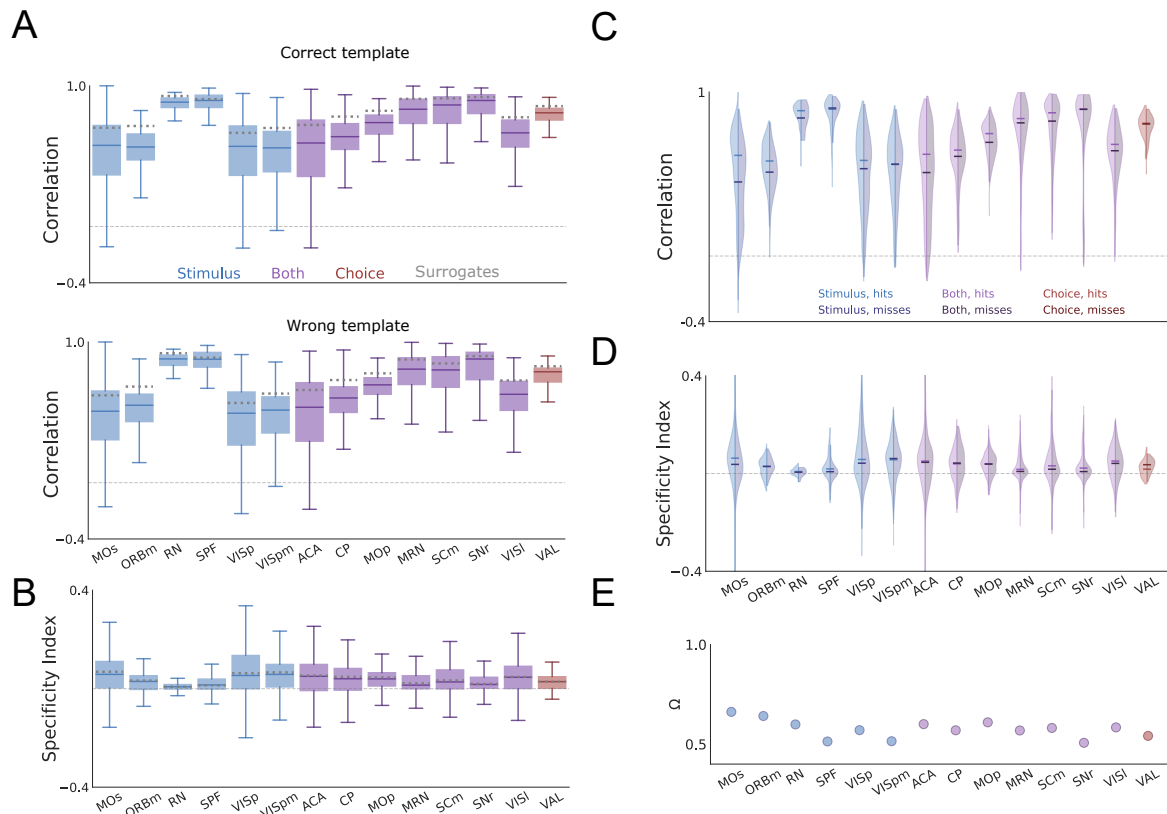 A
Correct template
1.0
Correlation
-0.4
Stimulus Both Choice Surrogates
Wrong template
1.0
Correlation
-0.4
MOs ORBm RN SPF VISp VISpm ACA CP MOp MRN SCm SNr VISl VAL
B
0.4
Specificity Index
-0.4
MOs ORBm RN SPF VISp VISpm ACA CP MOp MRN SCm SNr VISl VAL
C
1
Correlation
-0.4
Stimulus, hits Both, hits Choice, hits
Stimulus, misses Both, misses Choice, misses
D
0.4
Specificity Index
-0.4
MOs ORBm RN SPF VISp VISpm ACA CP MOp MRN SCm SNr VISl VAL
E
1.0
Ω
0.5
MOs ORBm RN SPF VISp VISpm ACA CP MOp MRN SCm SNr VISl VAL